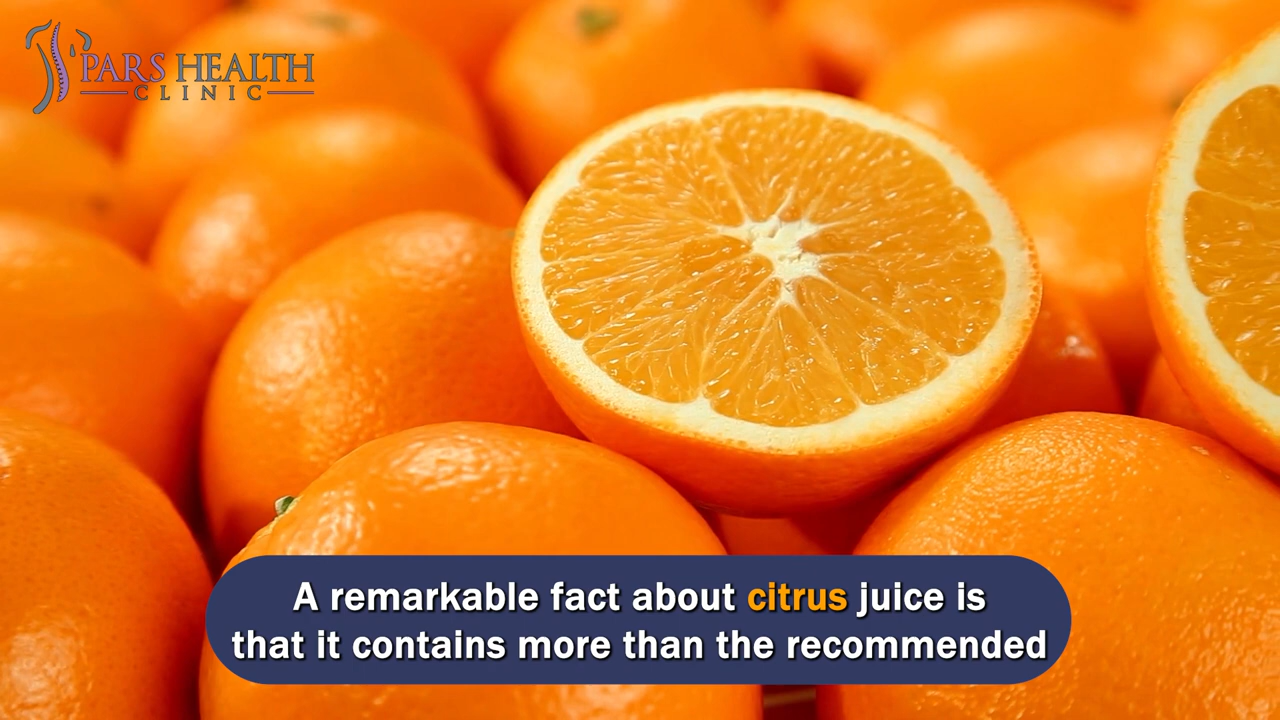 PARS HEALTH
CLINIC
A remarkable fact about citrus juice is
that it contains more than the recommended